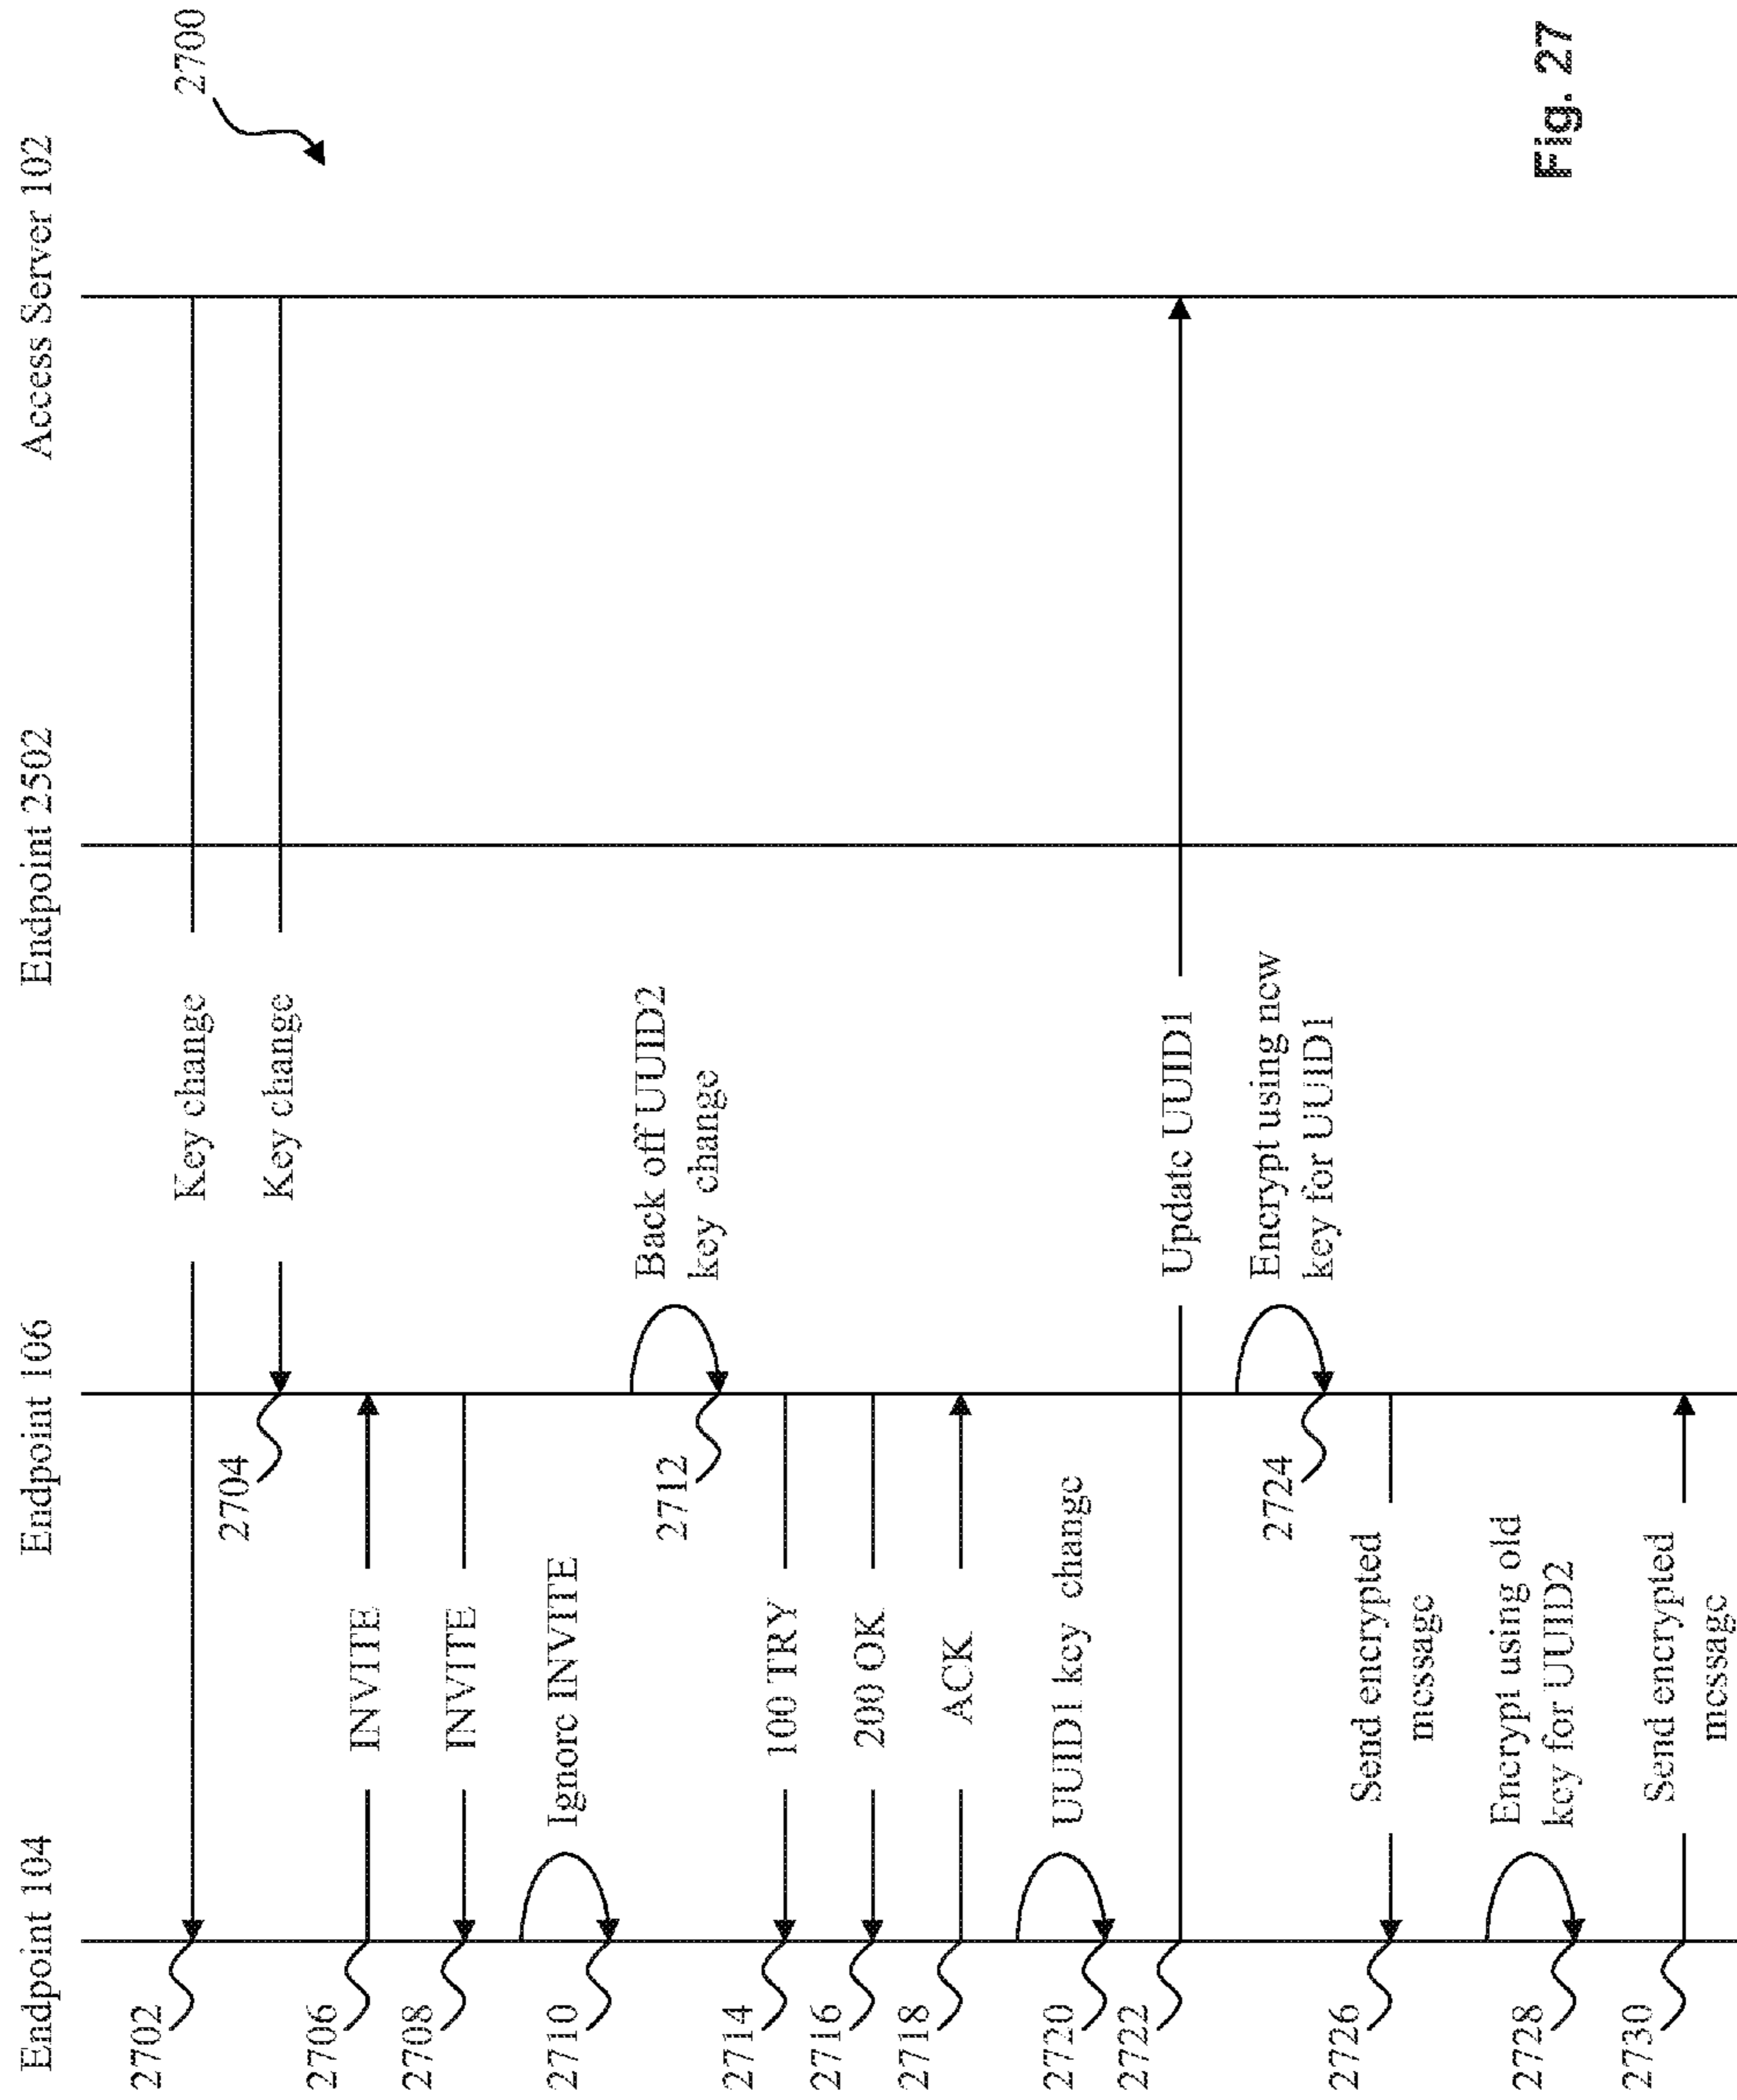 Endpoint 104
Endpoint 106
Endpoint 2502
Access Server 102
2700
2702
Key change
2704
Key change
2706
INVITE
2708
INVITE
2710
Ignore INVITE
2712
Back off UUID2
key change
2714
100 TRY
2716
200 OK
2718
ACK
2720
UUID1 key change
2722
Update UUID1
2724
Encrypt using new
key for UUID1
2726
Send encrypted
message
2728
Encrypt using old
key for UUID2
2730
Send encrypted
message
Fig. 27